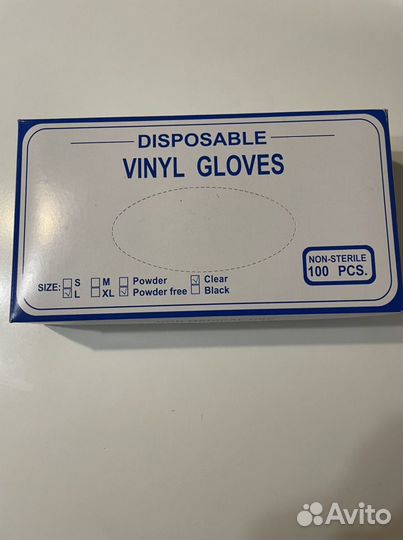 DISPOSABLE
VINYL GLOVES
NON-STERILE
100 PCS.
SIZE: S M Powder Clear
L XL Powder free Black
Avito